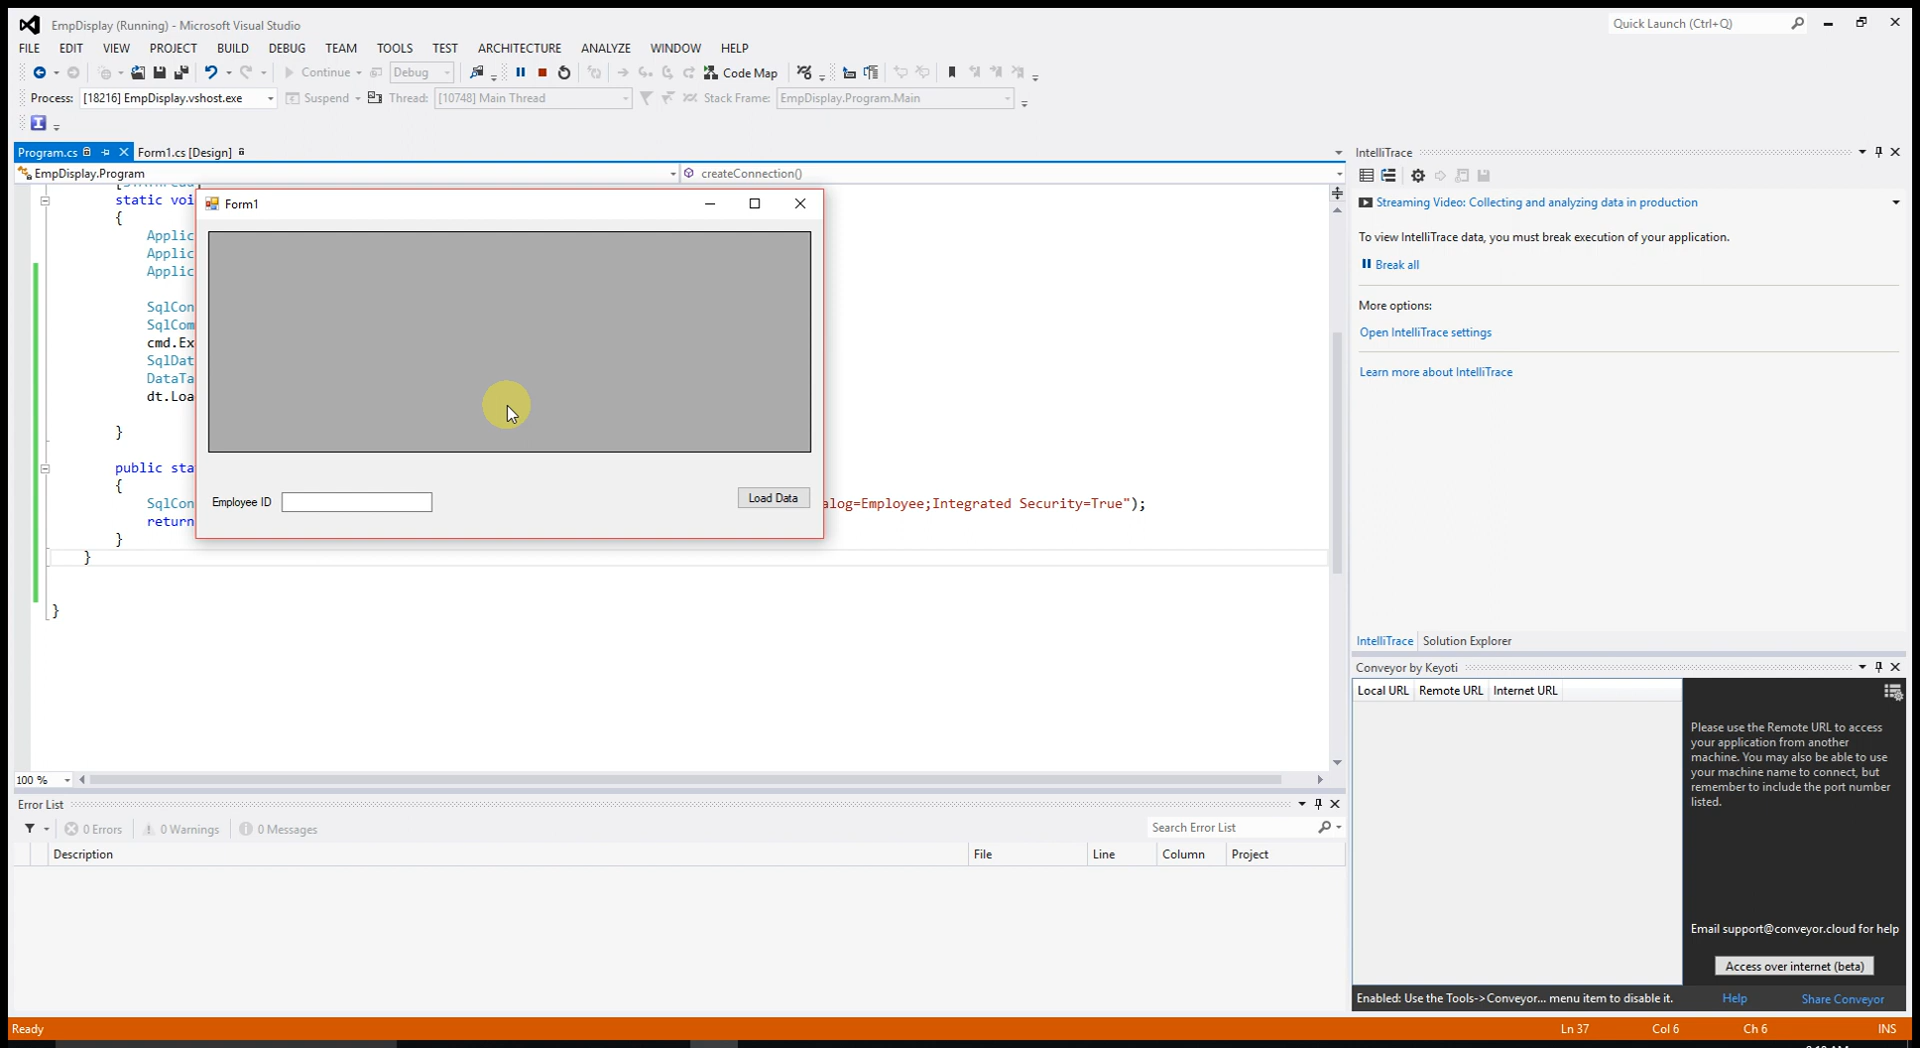 EmpDisplay (Running) - Microsoft Visual Studio
Quick Launch (Ctrl+Q)
FILE EDIT VIEW PROJECT BUILD DEBUG TEAM TOOLS TEST ARCHITECTURE ANALYZE WINDOW HELP
Continue Debug Code Map
Process: [18216] EmpDisplay.vshost.exe Suspend Thread: [10748] Main Thread Stack Frame: EmpDisplay.Program.Main
Program.cs Form1.cs [Design]
EmpDisplay.Program createConnection()
static voi
{
Applic
Applic
Applic
SqlCon
SqlCom
cmd.Ex
SqlDat
DataTa
dt.Loa
}
public sta
{
SqlCon alog=Employee;Integrated Security=True");
return
}
}
}
Form1
Employee ID
Load Data
100 %
IntelliTrace
Streaming Video: Collecting and analyzing data in production
To view IntelliTrace data, you must break execution of your application.
Break all
More options:
Open IntelliTrace settings
Learn more about IntelliTrace
IntelliTrace Solution Explorer
Conveyor by Keyoti
Local URL Remote URL Internet URL
Please use the Remote URL to access
your application from another
machine. You may also be able to use
your machine name to connect, but
remember to include the port number
listed.
Email support@conveyor.cloud for help
Access over internet (beta)
Enabled: Use the Tools->Conveyor... menu item to disable it. Help Share Conveyor
Error List
0 Errors 0 Warnings 0 Messages Search Error List
Description File Line Column Project
Ready Ln 37 Col 6 Ch 6 INS